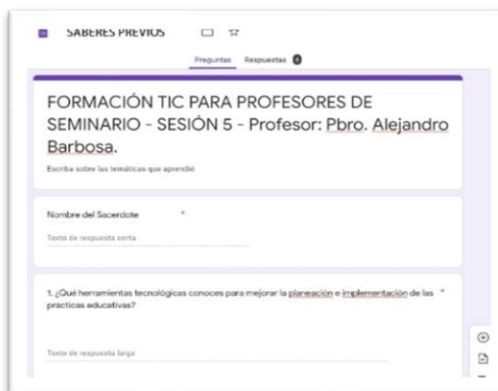 SABERES PREVIOS
Preguntas Respuestas
FORMACIÓN TIC PARA PROFESORES DE
SEMINARIO - SESIÓN 5 - Profesor: Pbro. Alejandro
Barbosa.
Escriba sobre las temáticas que aprendió
Nombre del Sacerdote *
Texto de respuesta corta
1. ¿Qué herramientas tecnológicas conoces para mejorar la planeación e implementación de las *
prácticas educativas?
Texto de respuesta larga